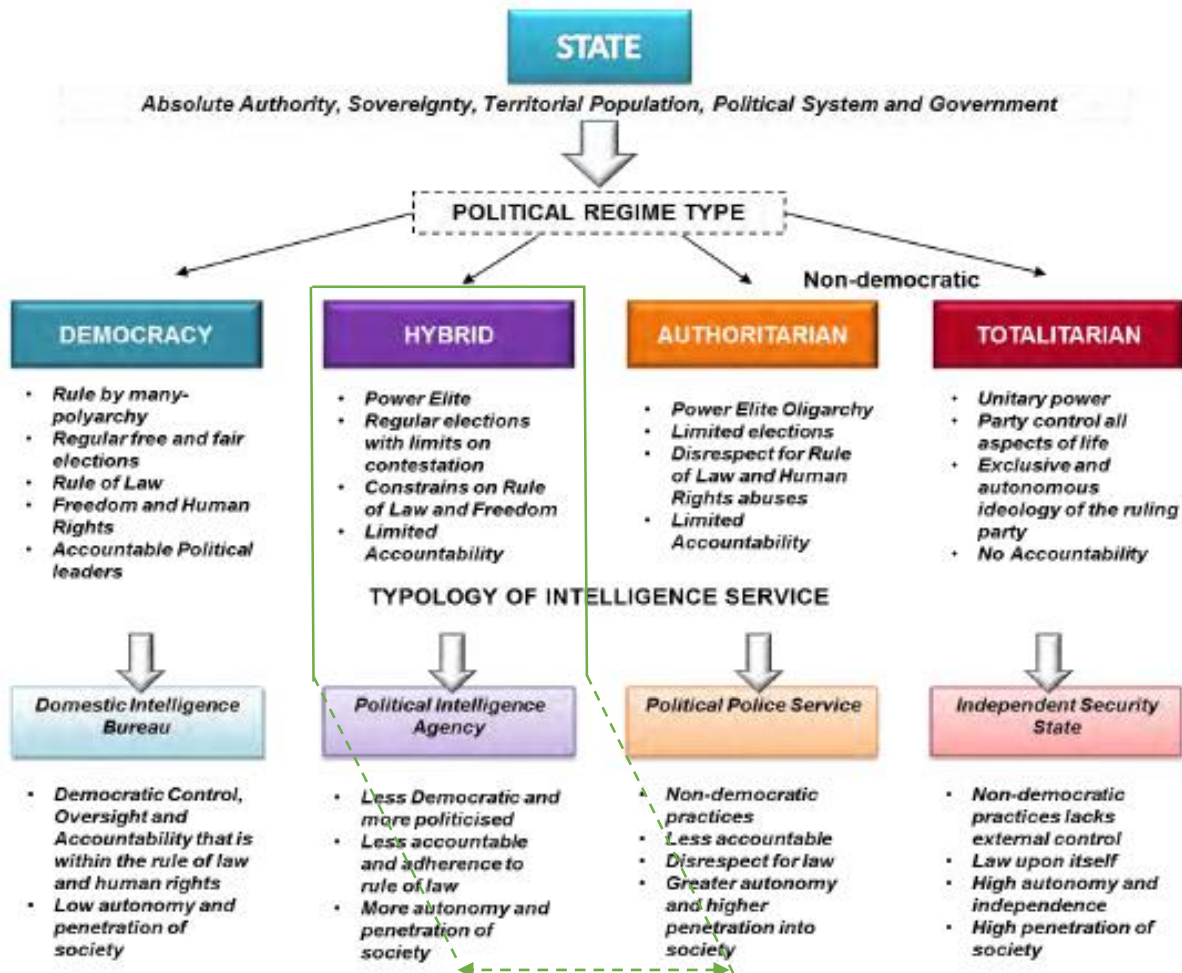 STATE
Absolute Authority, Sovereignty, Territorial Population, Political System and Government
POLITICAL REGIME TYPE
Non-democratic
DEMOCRACY
• Rule by many-
polyarchy
• Regular free and fair
elections
• Rule of Law
• Freedom and Human
Rights
• Accountable Political
leaders
HYBRID
• Power Elite
• Regular elections
with limits on
contestation
• Constrains on Rule
of Law and Freedom
• Limited
Accountability
AUTHORITARIAN
• Power Elite Oligarchy
• Limited elections
• Disrespect for Rule
of Law and Human
Rights abuses
• Limited
Accountability
TOTALITARIAN
• Unitary power
• Party control all
aspects of life
• Exclusive and
autonomous
ideology of the ruling
party
• No Accountability
TYPOLOGY OF INTELLIGENCE SERVICE
Domestic Intelligence
Bureau
• Democratic Control,
Oversight and
Accountability that is
within the rule of law
and human rights
• Low autonomy and
penetration of
society
Political Intelligence
Agency
• Less Democratic and
more politicised
• Less accountable
and adherence to
rule of law
• More autonomy and
penetration of
society
Political Police Service
• Non-democratic
practices
• Less accountable
• Disrespect for law
• Greater autonomy
and higher
penetration into
society
Independent Security
State
• Non-democratic
practices lacks
external control
• Law upon itself
• High autonomy and
independence
• High penetration of
society